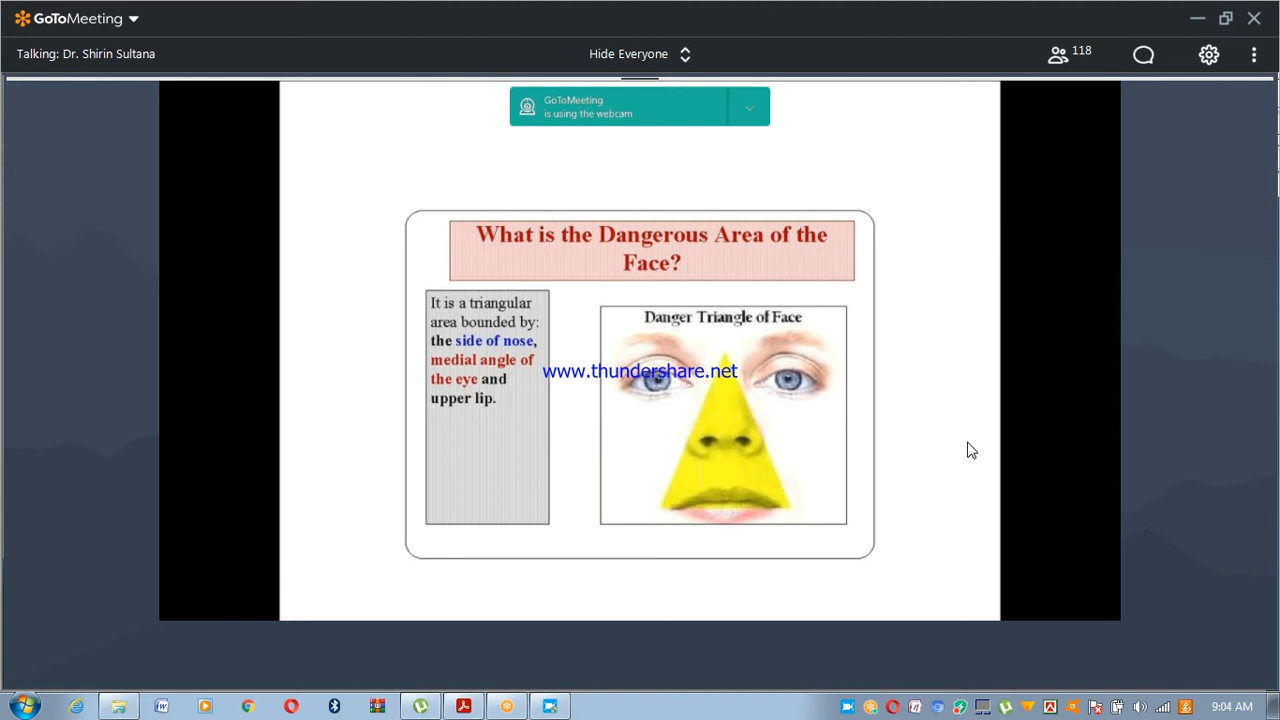 GoToMeeting
Talking: Dr. Shirin Sultana
Hide Everyone
118
GoToMeeting
is using the webcam
What is the Dangerous Area of the
Face?
It is a triangular
area bounded by:
the side of nose,
medial angle of
the eye and
upper lip.
Danger Triangle of Face
www.thundershare.net
9:04 AM